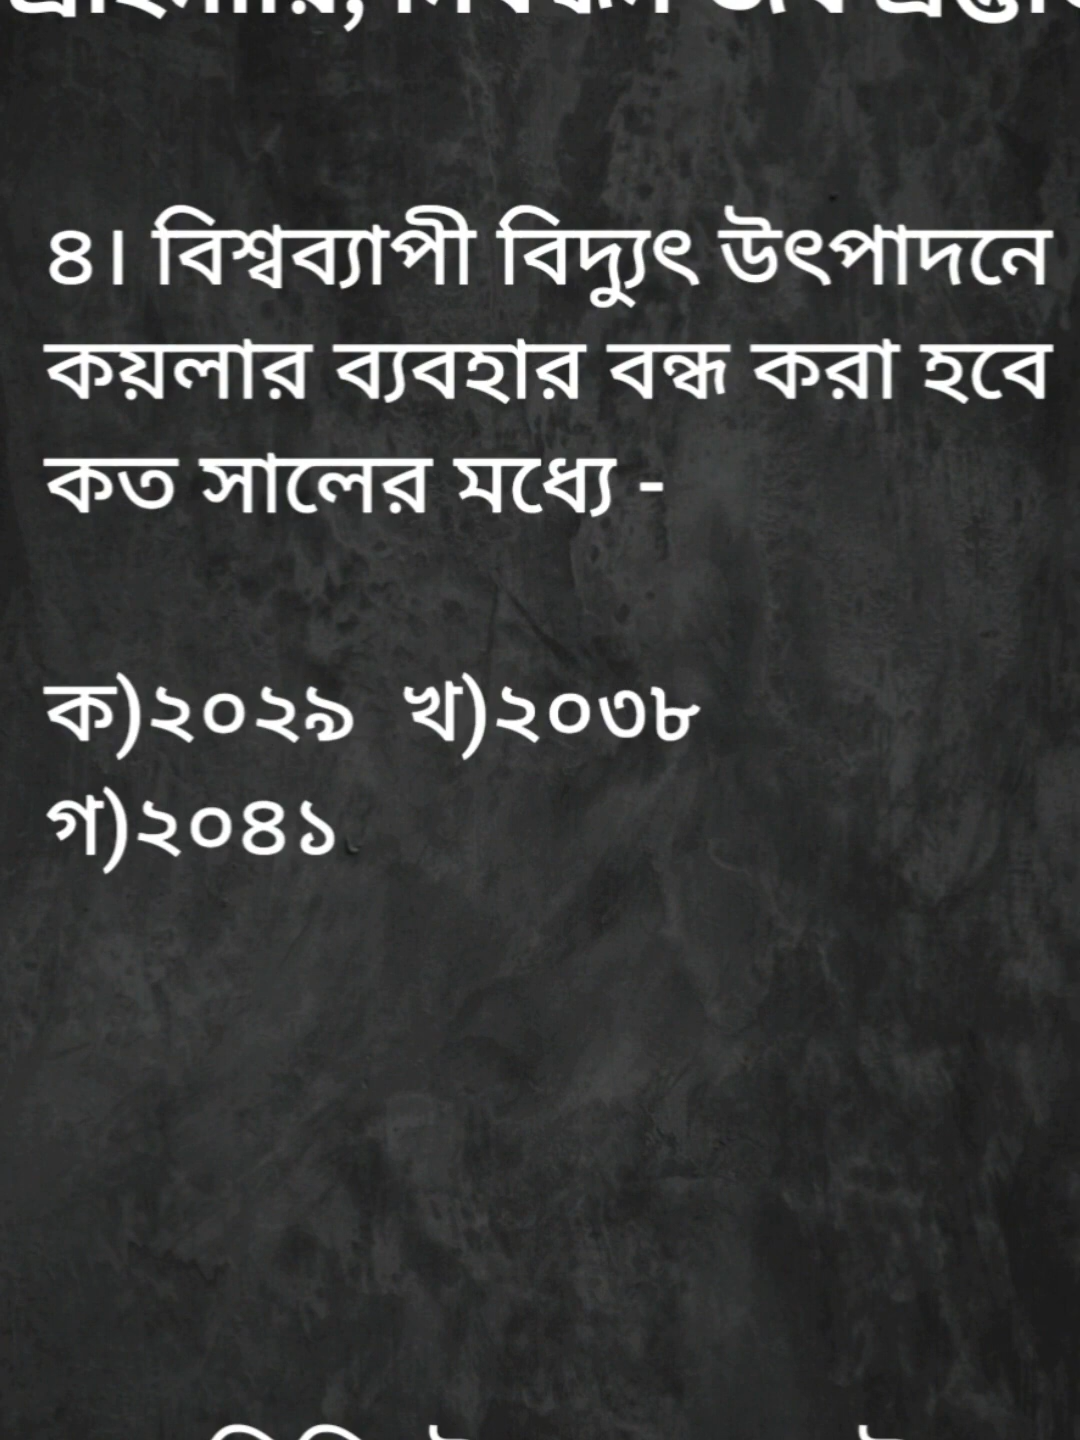 ৪। বিশ্বব্যাপী বিদ্যুৎ উৎপাদনে
কয়লার ব্যবহার বন্ধ করা হবে
কত সালের মধ্যে -
ক)২০২৯ খ)২০৩৮
গ)২০৪১